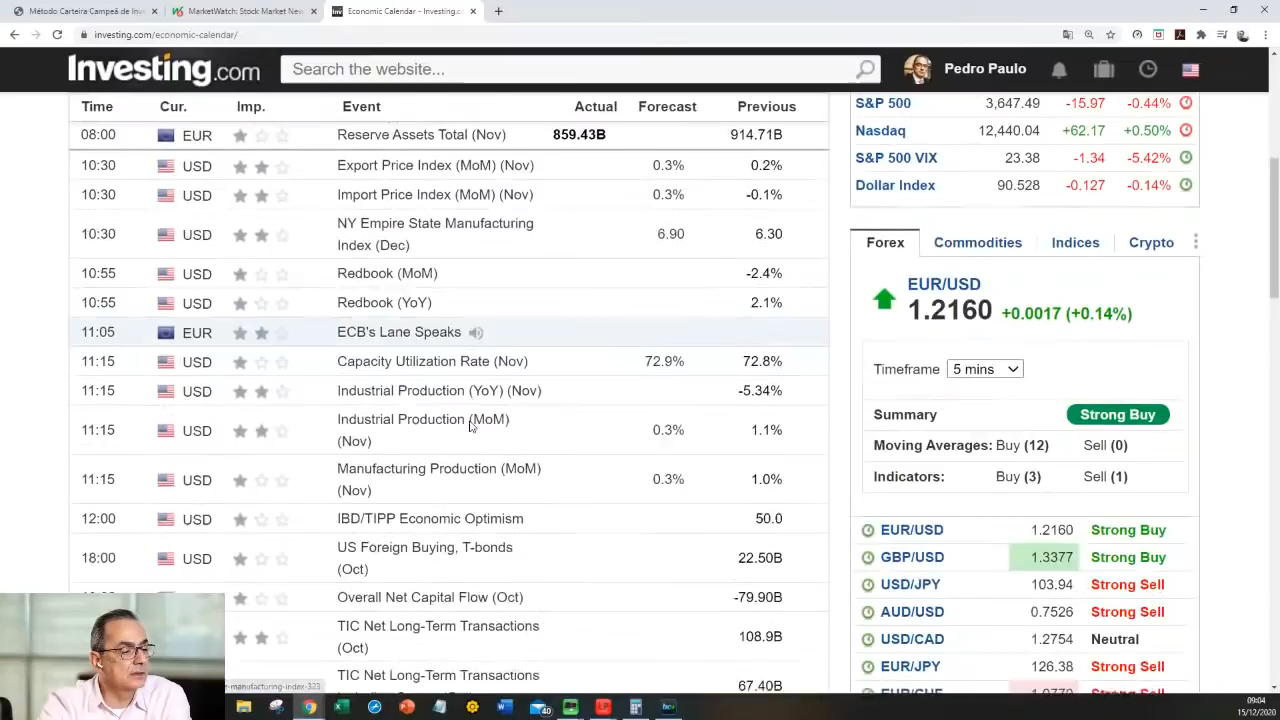 Método Carteira Campeã de Inves
MarketWatch: Stock Market New
Inv Economic Calendar - Investing.co
investing.com/economic-calendar/
Investing.com Search the website... Pedro Paulo
Time Cur. Imp. Event Actual Forecast Previous
08:00 EUR Reserve Assets Total (Nov) 859.43B 914.71B
10:30 USD Export Price Index (MoM) (Nov) 0.3% 0.2%
10:30 USD Import Price Index (MoM) (Nov) 0.3% -0.1%
10:30 USD NY Empire State Manufacturing
Index (Dec) 6.90 6.30
10:55 USD Redbook (MoM) -2.4%
10:55 USD Redbook (YoY) 2.1%
11:05 EUR ECB's Lane Speaks
11:15 USD Capacity Utilization Rate (Nov) 72.9% 72.8%
11:15 USD Industrial Production (YoY) (Nov) -5.34%
11:15 USD Industrial Production (MoM)
(Nov) 0.3% 1.1%
11:15 USD Manufacturing Production (MoM)
(Nov) 0.3% 1.0%
12:00 USD IBD/TIPP Economic Optimism 50.0
18:00 USD US Foreign Buying, T-bonds
(Oct) 22.50B
Overall Net Capital Flow (Oct) -79.90B
TIC Net Long-Term Transactions
(Oct) 108.9B
TIC Net Long-Term Transactions
67.40B
S&P 500 3,647.49 -15.97 -0.44%
Nasdaq 12,440.04 +62.17 +0.50%
S&P 500 VIX 23.38 -1.34 -5.42%
Dollar Index 90.528 -0.127 -0.14%
Forex Commodities Indices Crypto
EUR/USD
1.2160 +0.0017 (+0.14%)
Timeframe 5 mins
Summary Strong Buy
Moving Averages: Buy (12) Sell (0)
Indicators: Buy (3) Sell (1)
EUR/USD 1.2160 Strong Buy
GBP/USD 1.3377 Strong Buy
USD/JPY 103.94 Strong Sell
AUD/USD 0.7526 Strong Sell
USD/CAD 1.2754 Neutral
EUR/JPY 126.38 Strong Sell
-manufacturing-index-323
40
09:04
15/12/2020